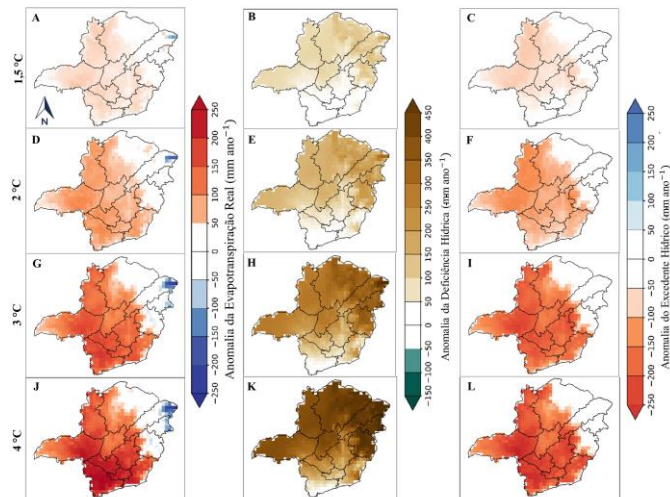 A
B
C
1,5 °C
N
D
E
F
2 °C
G
H
I
3 °C
J
K
L
4 °C
250
200
150
100
50
0
−50
−100
−150
−200
−250
Anomalia da Evapotranspiração Real (mm ano⁻¹)
450
400
350
300
250
200
150
100
50
0
−50
−100
−150
Anomalia da Deficiência Hídrica (mm ano⁻¹)
250
200
150
100
50
0
−50
−100
−150
−200
−250
Anomalia do Excedente Hídrico (mm ano⁻¹)